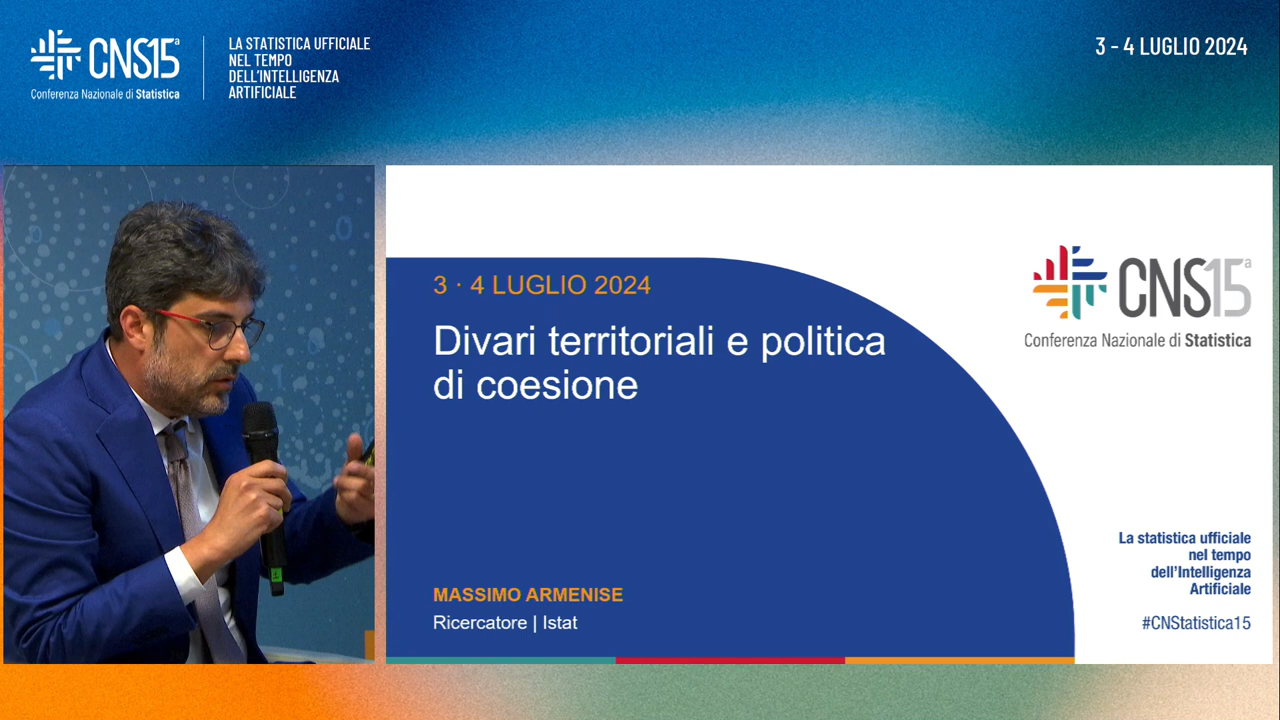 CNS15ª
Conferenza Nazionale di Statistica
LA STATISTICA UFFICIALE
NEL TEMPO
DELL'INTELLIGENZA
ARTIFICIALE
3 - 4 LUGLIO 2024
3 · 4 LUGLIO 2024
Divari territoriali e politica
di coesione
MASSIMO ARMENISE
Ricercatore | Istat
CNS15ª
Conferenza Nazionale di Statistica
La statistica ufficiale
nel tempo
dell'Intelligenza
Artificiale
#CNStatistica15